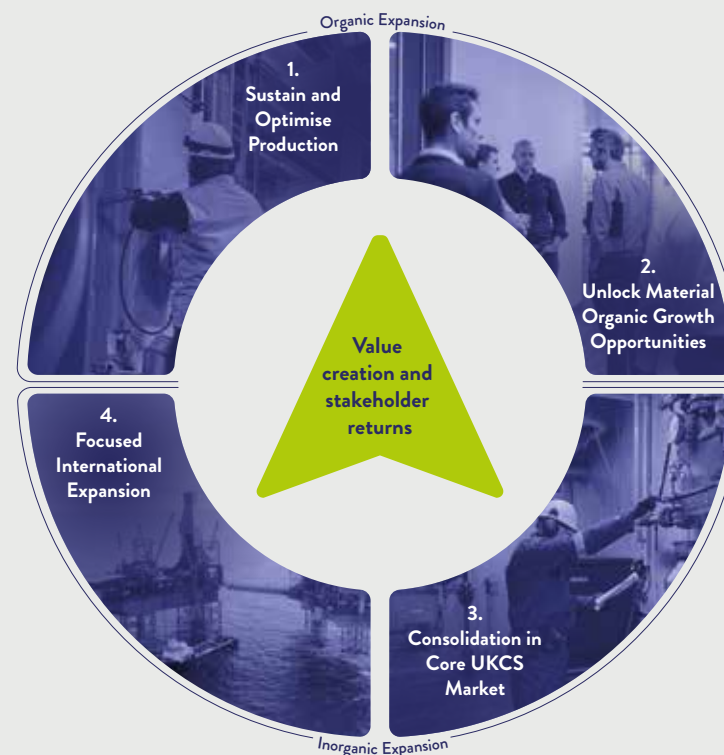 Organic Expansion
1.
Sustain and
Optimise
Production
2.
Unlock Material
Organic Growth
Opportunities
Value
creation and
stakeholder
returns
4.
Focused
International
Expansion
3.
Consolidation in
Core UKCS
Market
Inorganic Expansion